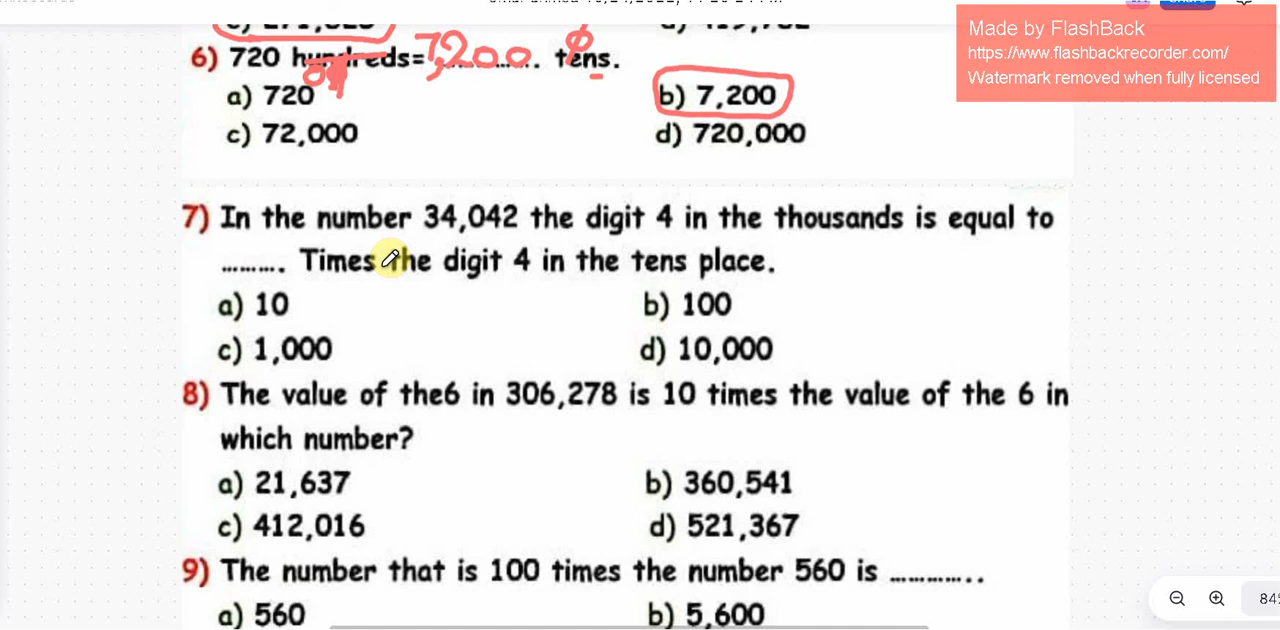 Made by FlashBack
https://www.flashbackrecorder.com/
Watermark removed when fully licensed
6) 720 hundreds= 7,200 tens.
a) 720
b) 7,200
c) 72,000
d) 720,000
7) In the number 34,042 the digit 4 in the thousands is equal to
.......... Times the digit 4 in the tens place.
a) 10
b) 100
c) 1,000
d) 10,000
8) The value of the6 in 306,278 is 10 times the value of the 6 in
which number?
a) 21,637
b) 360,541
c) 412,016
d) 521,367
9) The number that is 100 times the number 560 is ..............
a) 560
b) 5,600